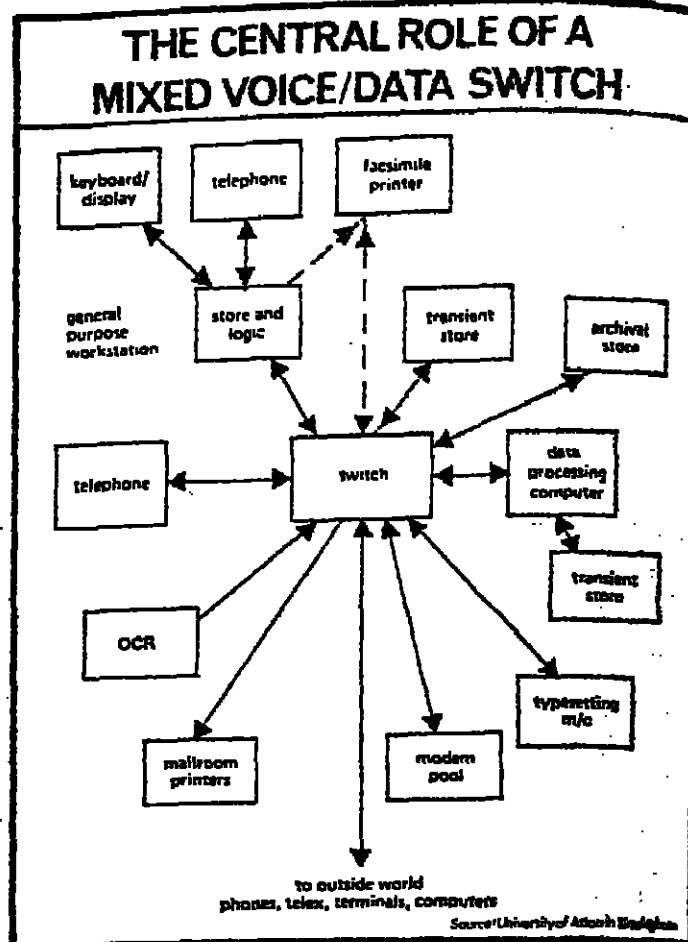 THE CENTRAL ROLE OF A
MIXED VOICE/DATA SWITCH
keyboard/
display
telephone
facsimile
printer
general
purpose
workstation
store and
logic
transient
store
archival
store
telephone
switch
data
processing
computer
transient
store
OCR
typesetting
m/c
mailroom
printers
modem
pool
to outside world
phones, telex, terminals, computers
Source: University of Aston in